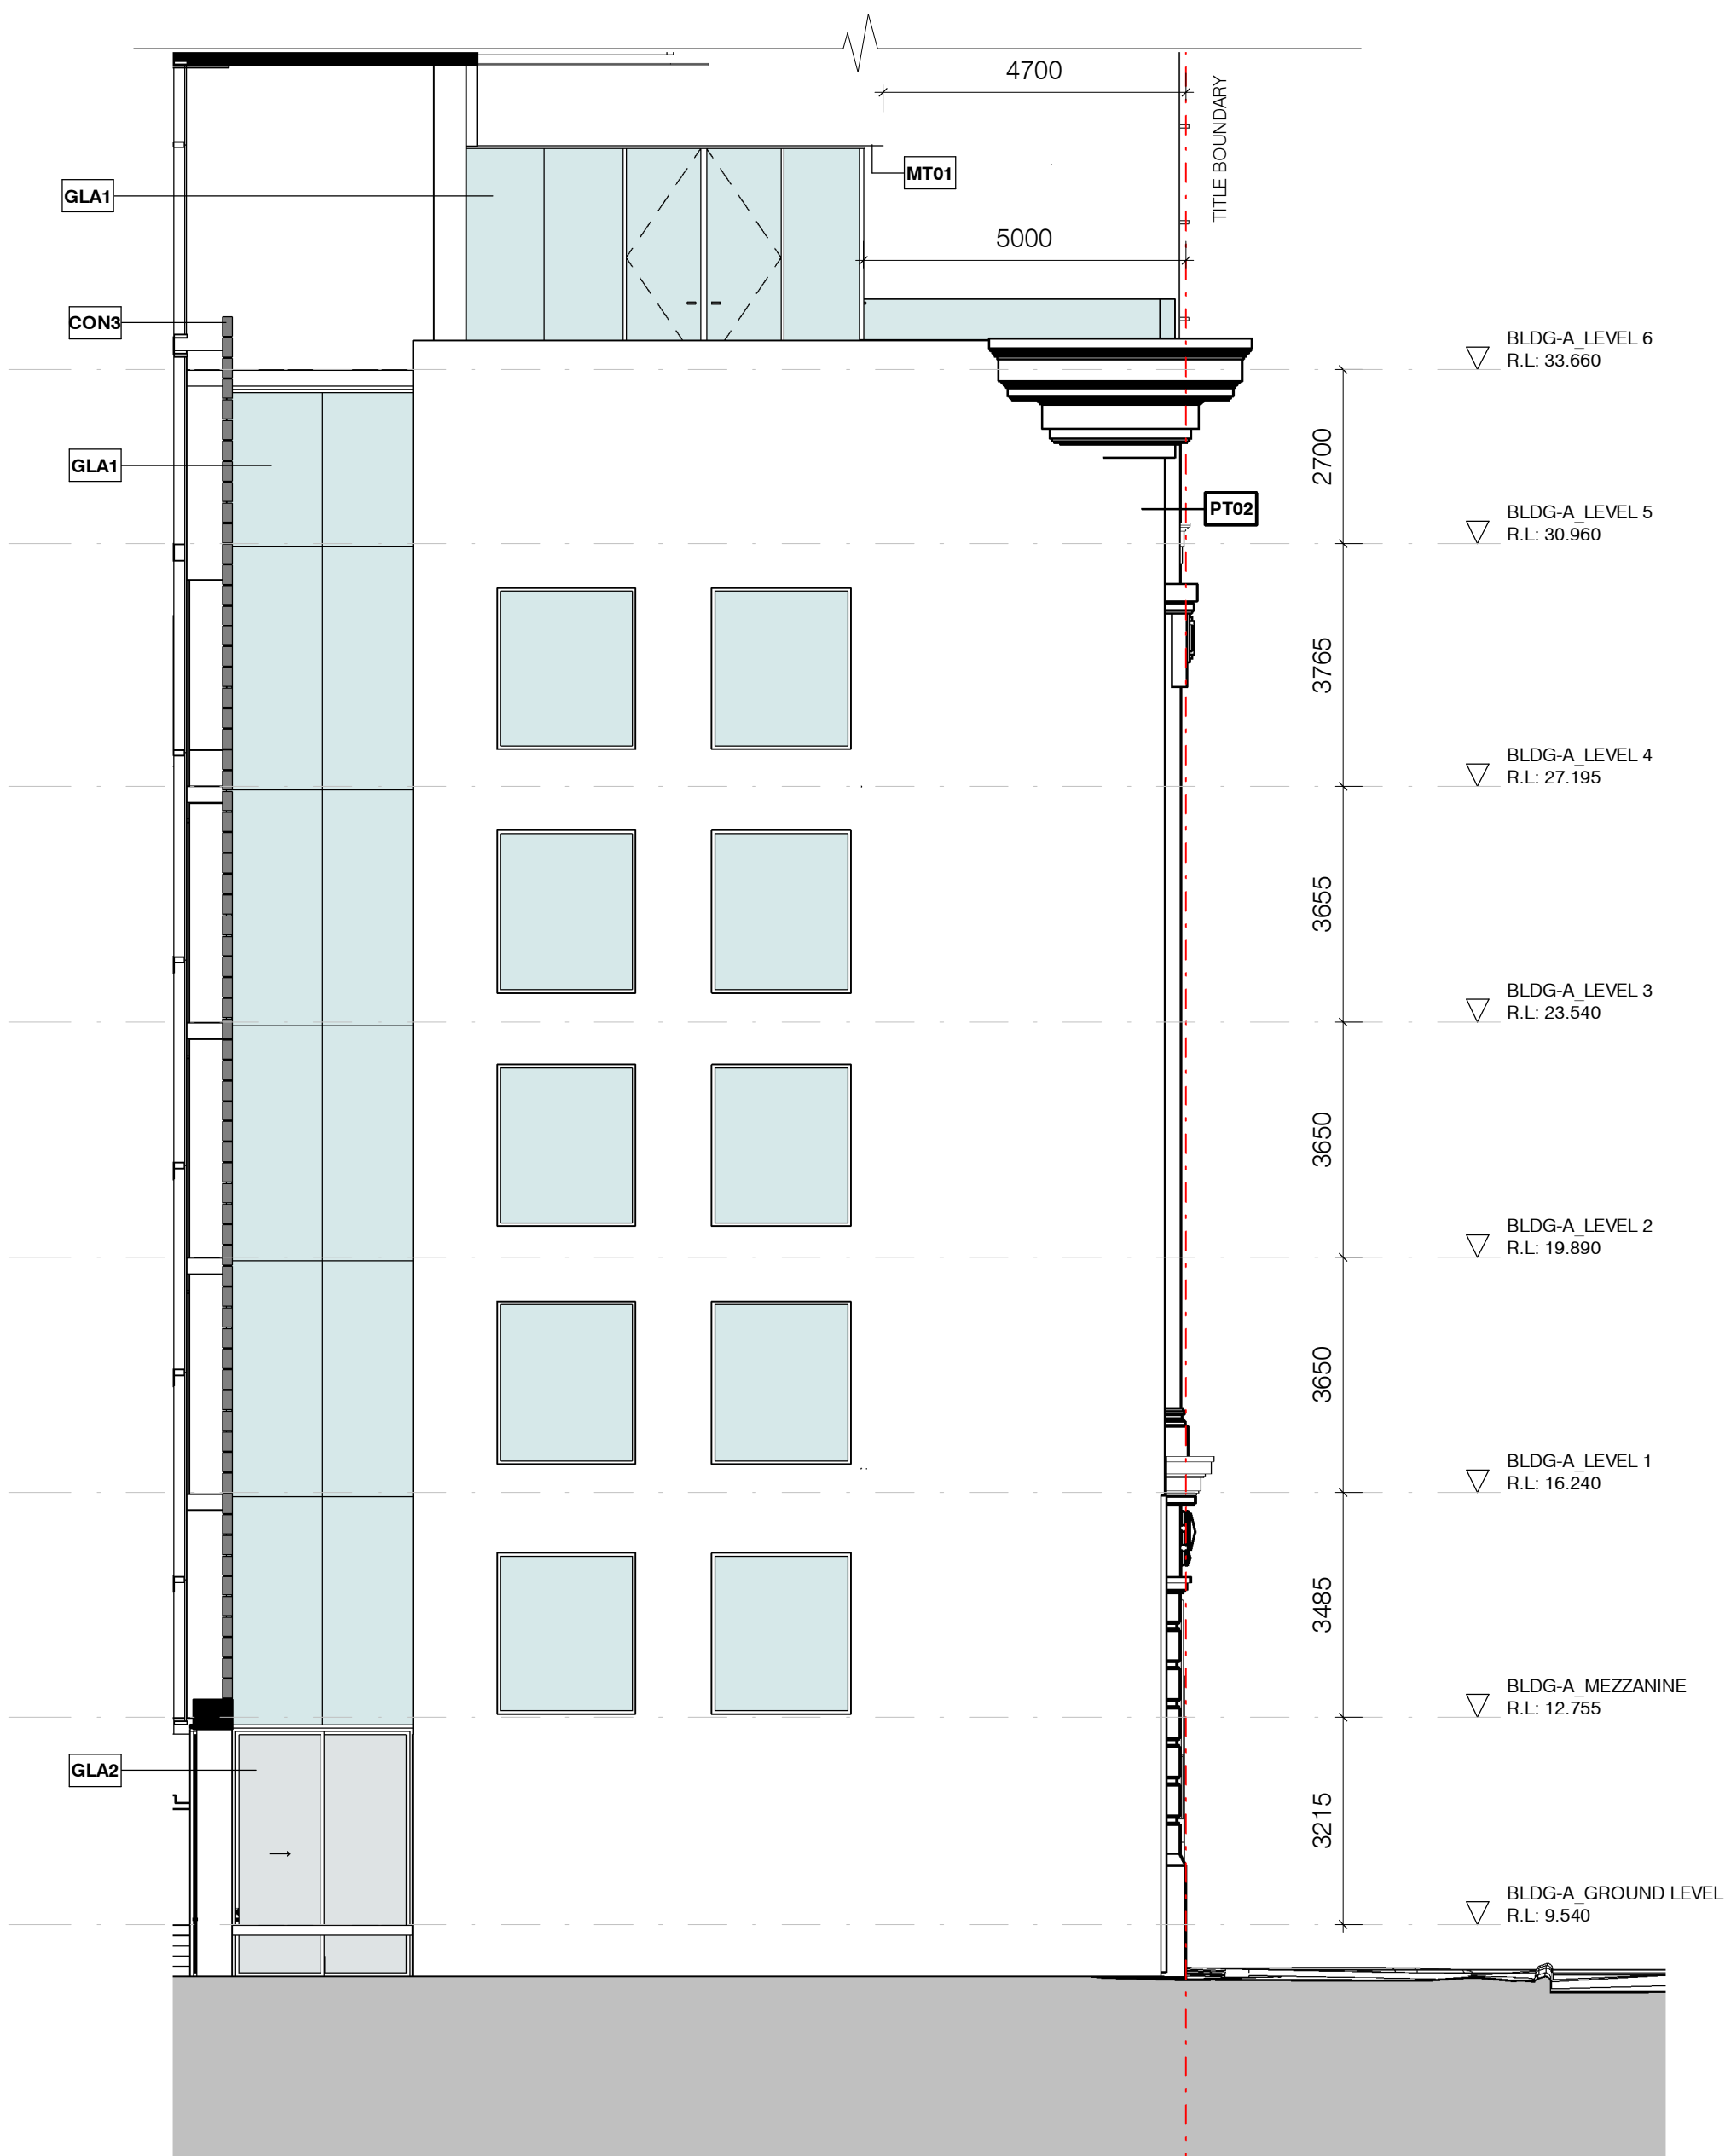 4700
TITLE BOUNDARY
MT01
GLA1
5000
CON3
BLDG-A_LEVEL 6
R.L: 33.660
2700
GLA1
PT02
BLDG-A_LEVEL 5
R.L: 30.960
3765
BLDG-A_LEVEL 4
R.L: 27.195
3655
BLDG-A_LEVEL 3
R.L: 23.540
3650
BLDG-A_LEVEL 2
R.L: 19.890
3650
BLDG-A_LEVEL 1
R.L: 16.240
3485
BLDG-A_MEZZANINE
R.L: 12.755
GLA2
3215
BLDG-A_GROUND LEVEL
R.L: 9.540